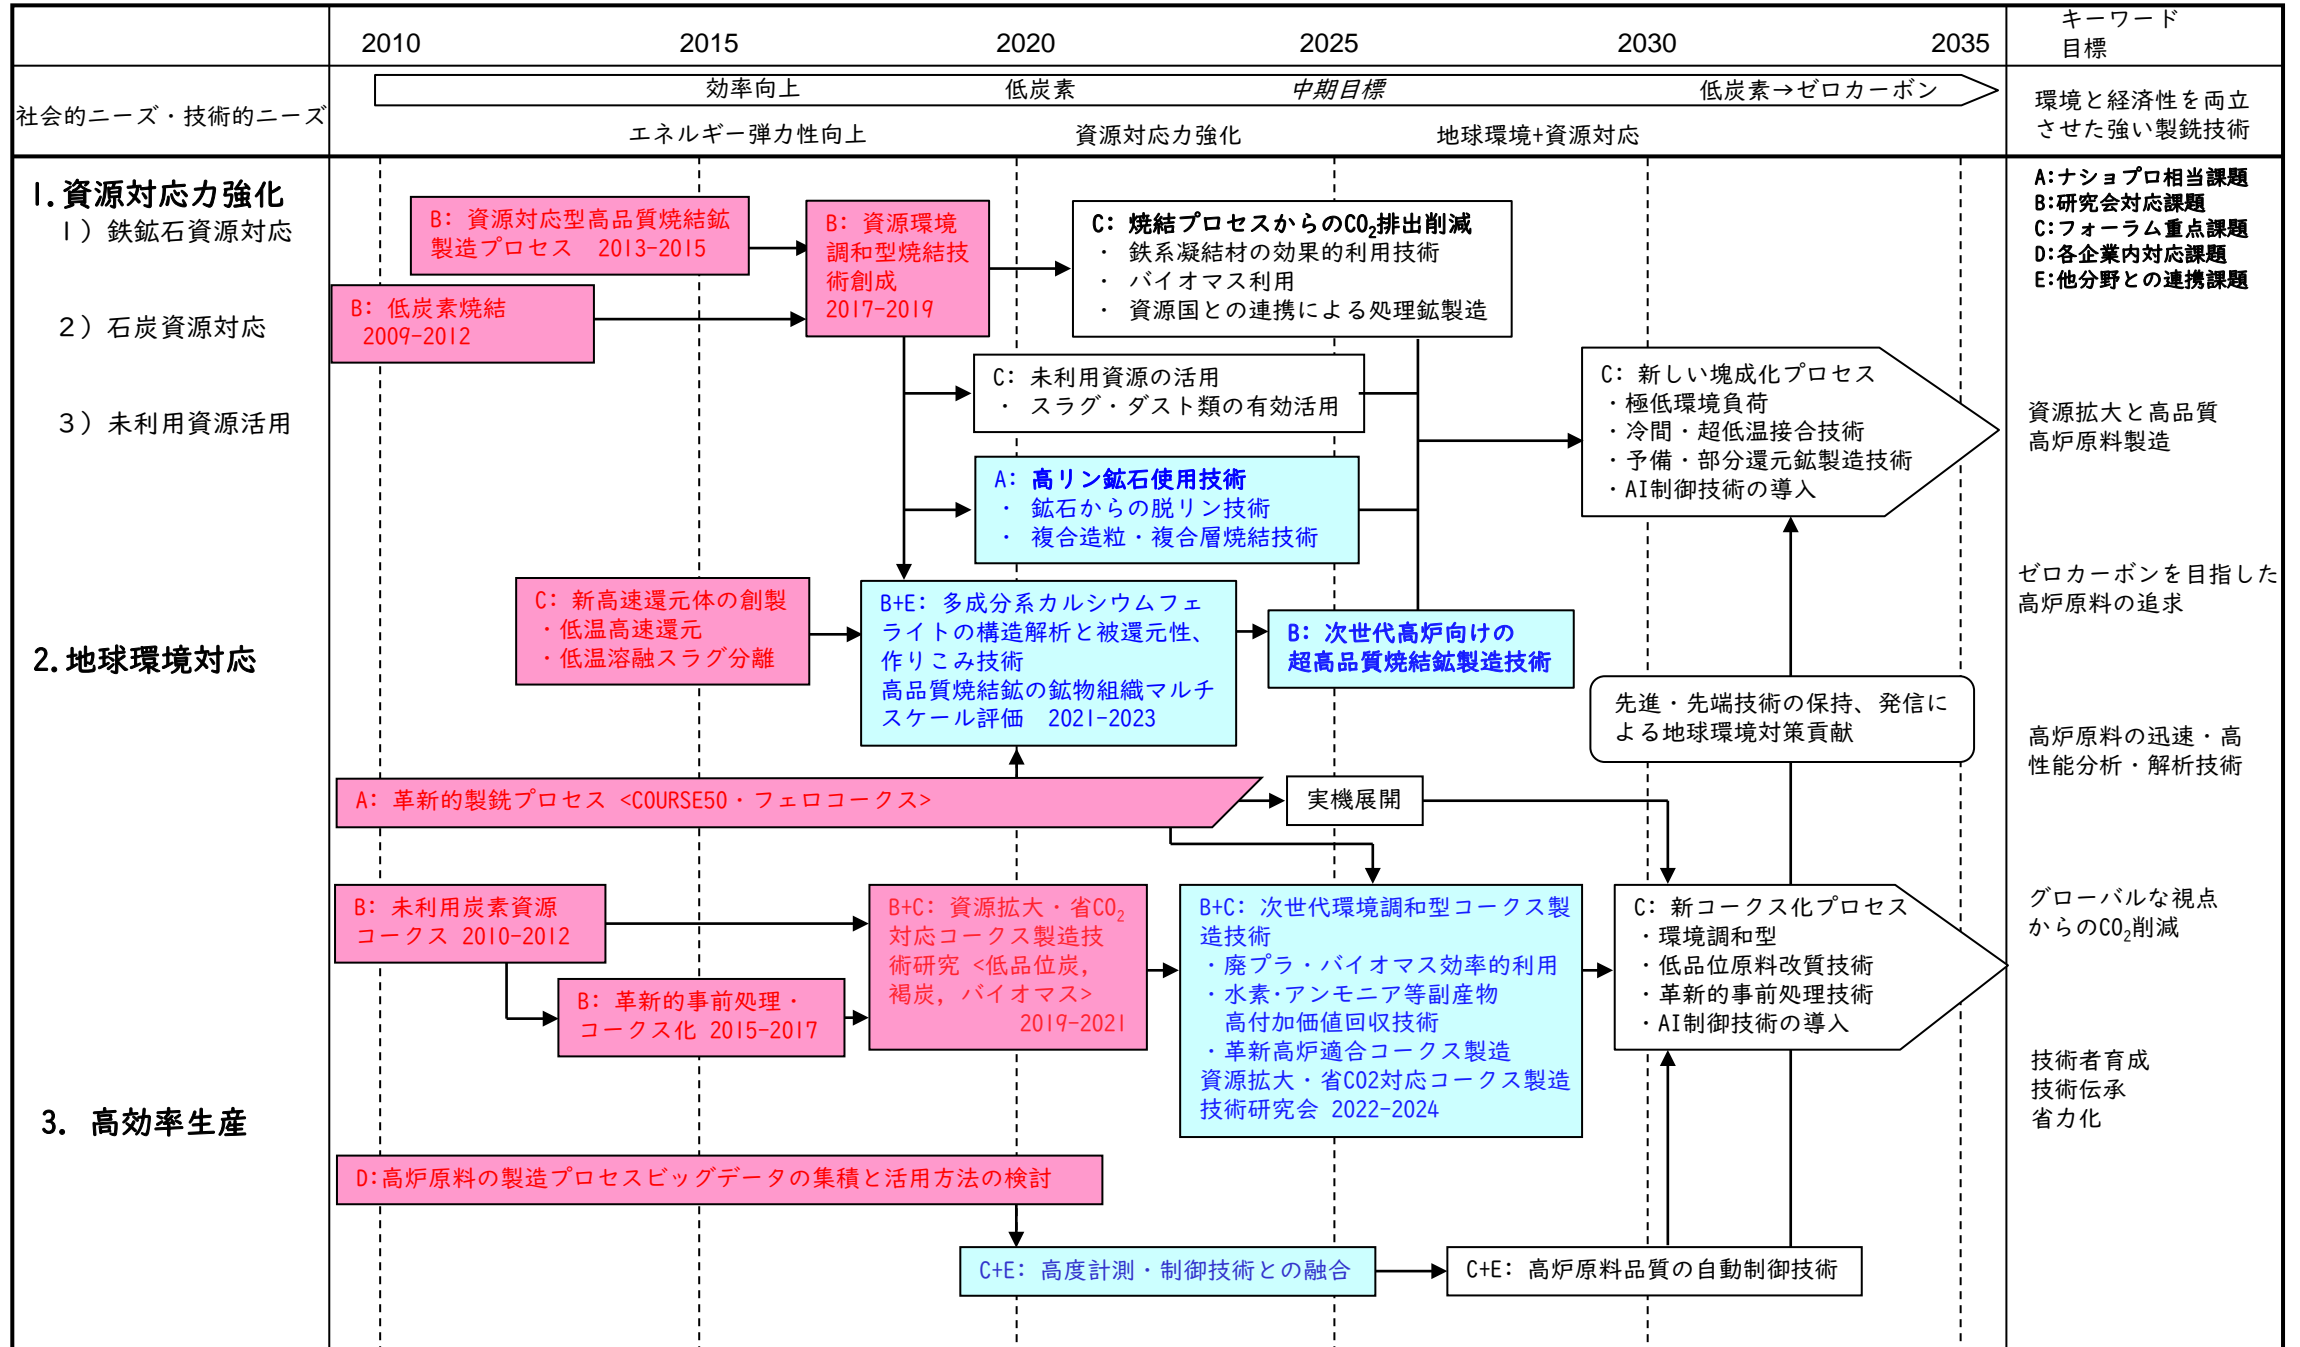 2010
2015
2020
2025
2030
2035
キーワード
目標
社会的ニーズ・技術的ニーズ
効率向上
低炭素
中期目標
低炭素→ゼロカーボン
エネルギー弾力性向上
資源対応力強化
地球環境+資源対応
環境と経済性を両立
させた強い製銑技術
1.資源対応力強化
1）鉄鉱石資源対応
2）石炭資源対応
3）未利用資源活用
2.地球環境対応
3. 高効率生産
B: 資源対応型高品質焼結鉱
製造プロセス 2013-2015
B: 低炭素焼結
2009-2012
B: 資源環境
調和型焼結技
術創成
2017-2019
C: 焼結プロセスからのCO2排出削減
・ 鉄系凝結材の効果的利用技術
・ バイオマス利用
・ 資源国との連携による処理鉱製造
C: 未利用資源の活用
・ スラグ・ダスト類の有効活用
A: 高リン鉱石使用技術
・ 鉱石からの脱リン技術
・ 複合造粒・複合層焼結技術
C: 新しい塊成化プロセス
・極低環境負荷
・冷間・超低温接合技術
・予備・部分還元鉱製造技術
・AI制御技術の導入
C: 新高速還元体の創製
・低温高速還元
・低温溶融スラグ分離
B+E: 多成分系カルシウムフェ
ライトの構造解析と被還元性、
作りこみ技術
高品質焼結鉱の鉱物組織マルチ
スケール評価 2021-2023
B: 次世代高炉向けの
超高品質焼結鉱製造技術
先進・先端技術の保持、発信に
よる地球環境対策貢献
A: 革新的製銑プロセス <COURSE50・フェロコークス>
実機展開
B: 未利用炭素資源
コークス 2010-2012
B: 革新的事前処理・
コークス化 2015-2017
B+C: 資源拡大・省CO2
対応コークス製造技
術研究 <低品位炭,
褐炭, バイオマス>
2019-2021
B+C: 次世代環境調和型コークス製
造技術
・廃プラ・バイオマス効率的利用
・水素・アンモニア等副産物
高付加価値回収技術
・革新高炉適合コークス製造
資源拡大・省CO2対応コークス製造
技術研究会 2022-2024
C: 新コークス化プロセス
・環境調和型
・低品位原料改質技術
・革新的事前処理技術
・AI制御技術の導入
D:高炉原料の製造プロセスビッグデータの集積と活用方法の検討
C+E: 高度計測・制御技術との融合
C+E: 高炉原料品質の自動制御技術
A:ナショプロ相当課題
B:研究会対応課題
C:フォーラム重点課題
D:各企業内対応課題
E:他分野との連携課題
資源拡大と高品質
高炉原料製造
ゼロカーボンを目指した
高炉原料の追求
高炉原料の迅速・高
性能分析・解析技術
グローバルな視点
からのCO2削減
技術者育成
技術伝承
省力化